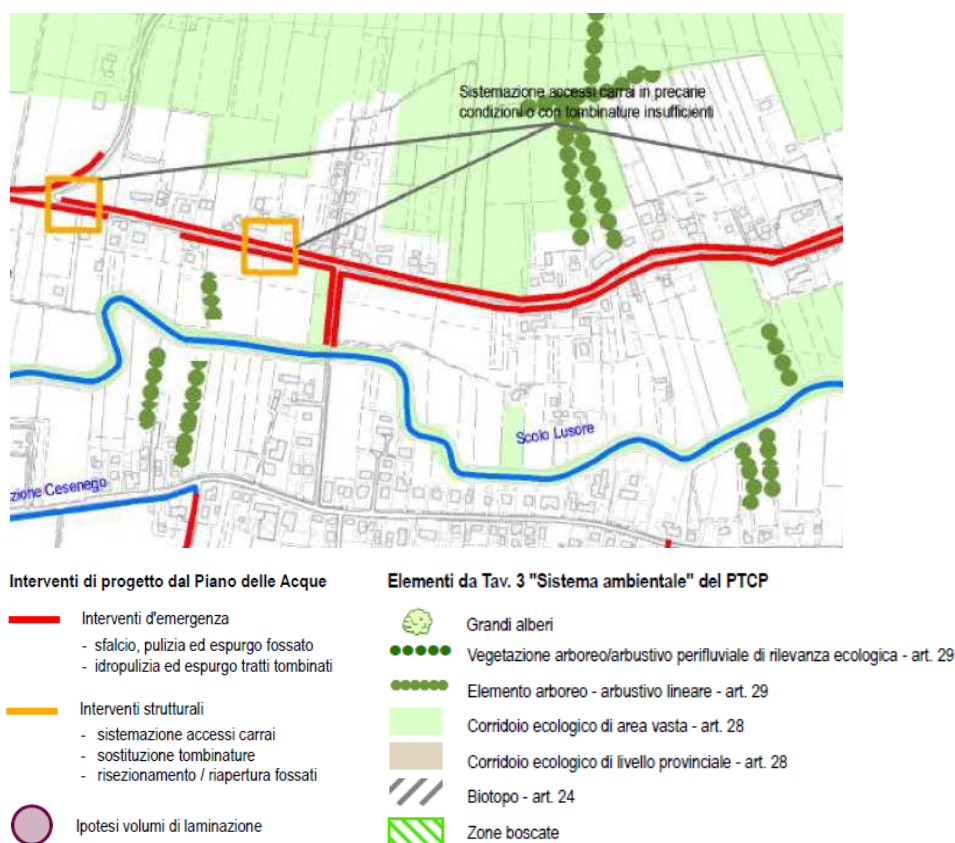 Sistemazione accessi carrai in precarie
condizioni o con tombinature insufficienti
Scolo Lusore
zione Cesenego
Interventi di progetto dal Piano delle Acque
Interventi d'emergenza
- sfalcio, pulizia ed espurgo fossato
- idropulizia ed espurgo tratti tombinati
Interventi strutturali
- sistemazione accessi carrai
- sostituzione tombinature
- risezionamento / riapertura fossati
Ipotesi volumi di laminazione
Elementi da Tav. 3 "Sistema ambientale" del PTCP
Grandi alberi
Vegetazione arboreo/arbustivo perifluviale di rilevanza ecologica - art. 29
Elemento arboreo - arbustivo lineare - art. 29
Corridoio ecologico di area vasta - art. 28
Corridoio ecologico di livello provinciale - art. 28
Biotopo - art. 24
Zone boscate